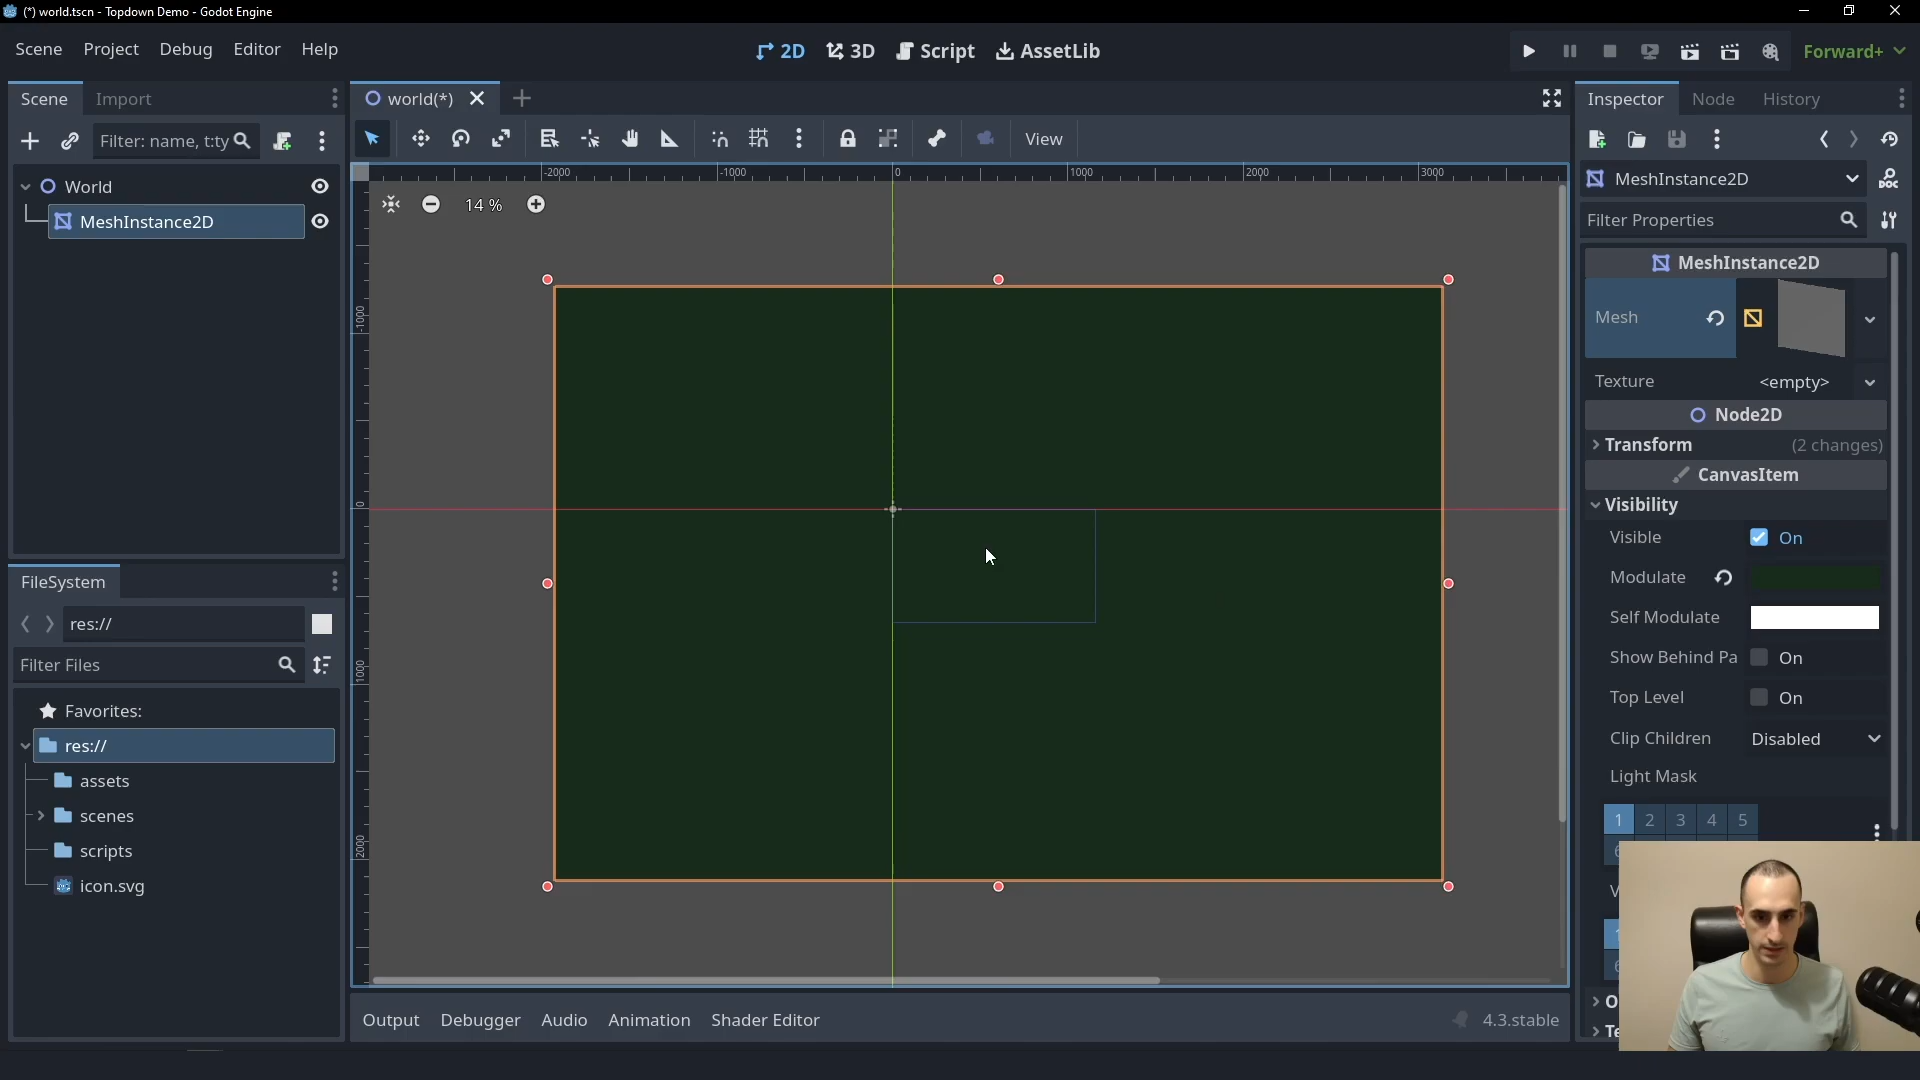 (*) world.tscn - Topdown Demo - Godot Engine
Scene Project Debug Editor Help
2D 3D Script AssetLib
Forward+
Scene Import
Filter: name, t:ty
World
MeshInstance2D
FileSystem
res://
Filter Files
Favorites:
res://
assets
scenes
scripts
icon.svg
world(*)
View
-2000 -1000 0 1000 2000 3000
14 %
-1000
0
1000
2000
Output Debugger Audio Animation Shader Editor
4.3.stable
Inspector Node History
MeshInstance2D
DOC
Filter Properties
MeshInstance2D
Mesh
Texture <empty>
Node2D
Transform (2 changes)
CanvasItem
Visibility
Visible On
Modulate
Self Modulate
Show Behind Pa On
Top Level On
Clip Children Disabled
Light Mask
1 2 3 4 5